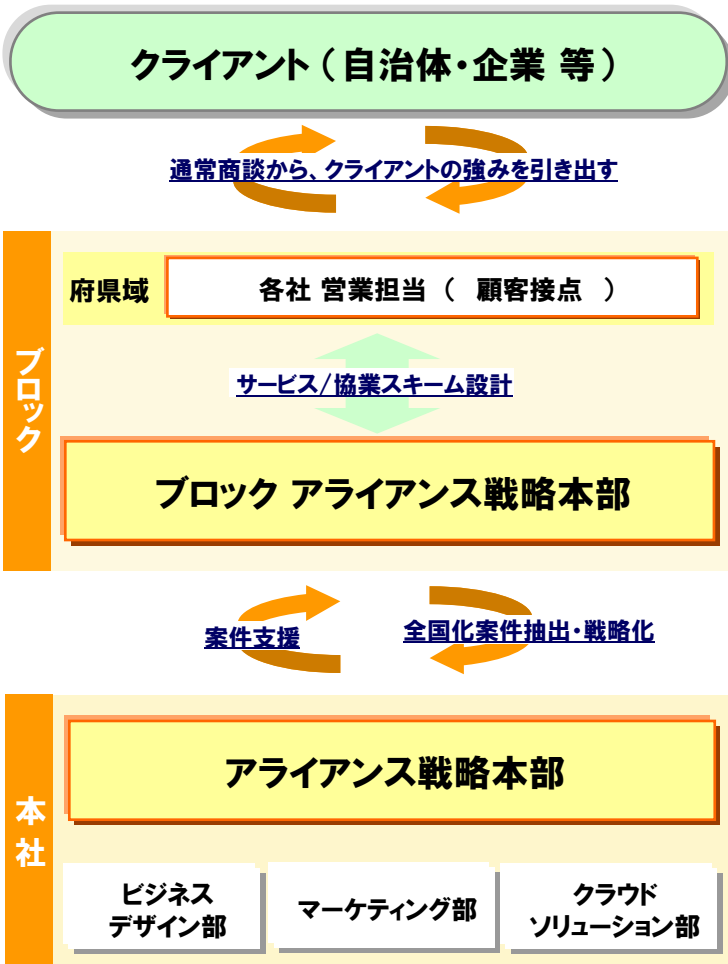 クライアント（自治体・企業 等）
通常商談から、クライアントの強みを引き出す
ブロック
府県域
各社 営業担当 （ 顧客接点 ）
サービス/協業スキーム設計
ブロック アライアンス戦略本部
案件支援
全国化案件抽出・戦略化
本社
アライアンス戦略本部
ビジネス
デザイン部
マーケティング部
クラウド
ソリューション部